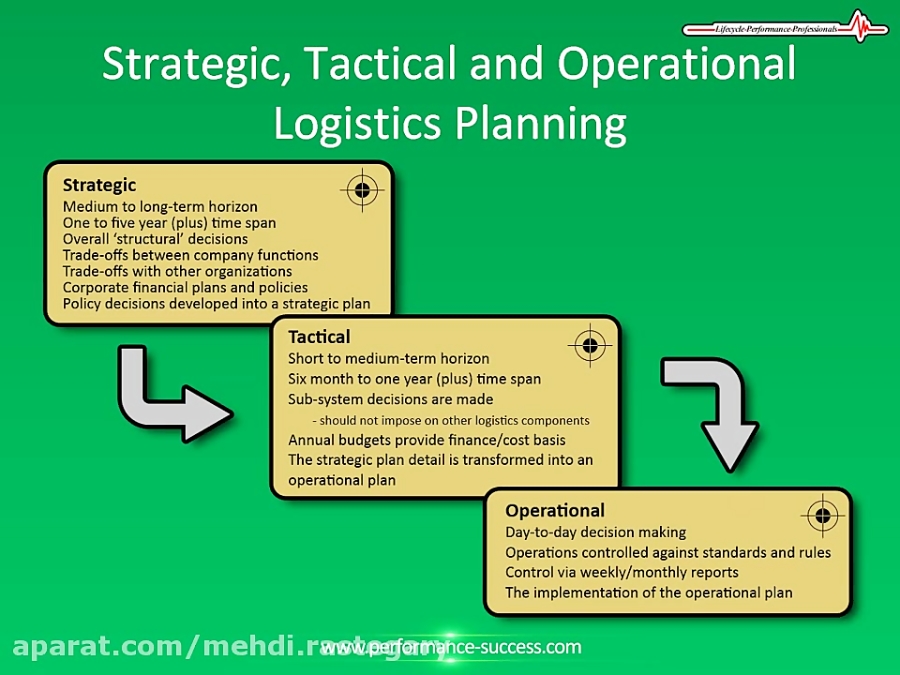 Lifecycle-Performance-Professionals
Strategic, Tactical and Operational
Logistics Planning
Strategic
Medium to long-term horizon
One to five year (plus) time span
Overall ‘structural’ decisions
Trade-offs between company functions
Trade-offs with other organizations
Corporate financial plans and policies
Policy decisions developed into a strategic plan
Tactical
Short to medium-term horizon
Six month to one year (plus) time span
Sub-system decisions are made
- should not impose on other logistics components
Annual budgets provide finance/cost basis
The strategic plan detail is transformed into an
operational plan
Operational
Day-to-day decision making
Operations controlled against standards and rules
Control via weekly/monthly reports
The implementation of the operational plan
aparat.com/mehdi.rastegary
www.performance-success.com